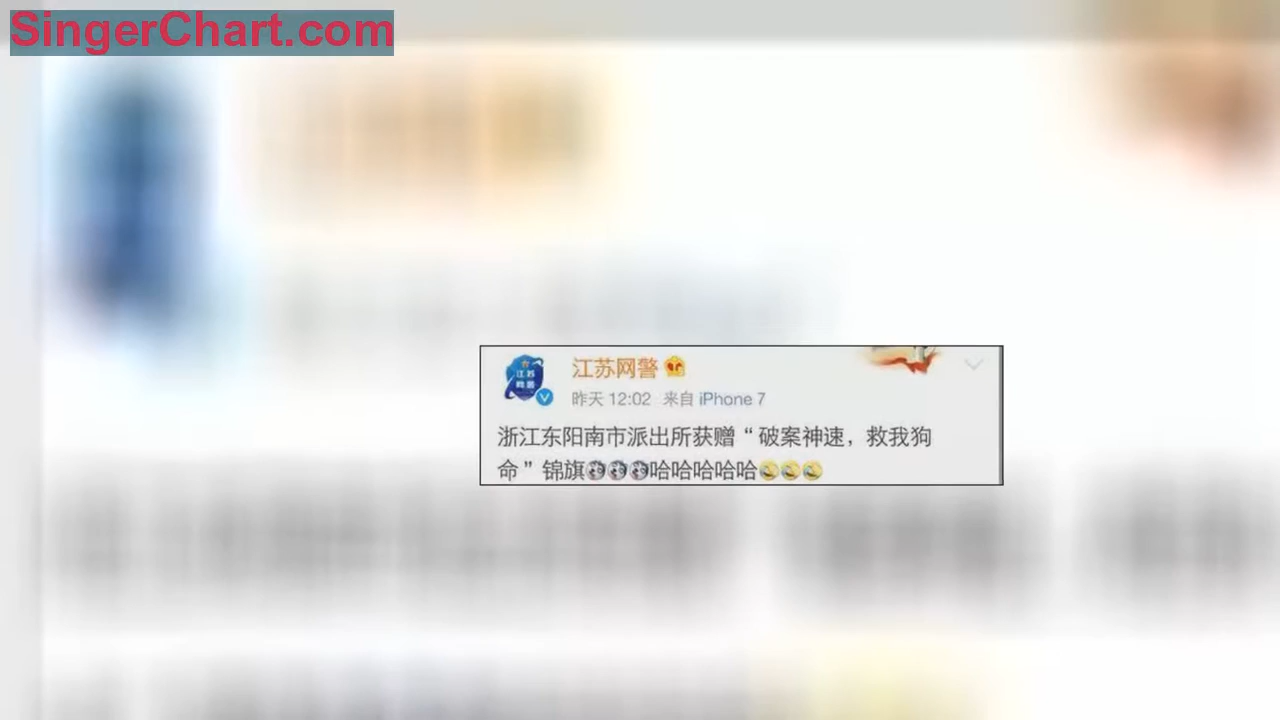 SingerChart.com
江苏网警
昨天 12:02 来自 iPhone 7
浙江东阳南市派出所获赠“破案神速，救我狗
命”锦旗哈哈哈哈哈